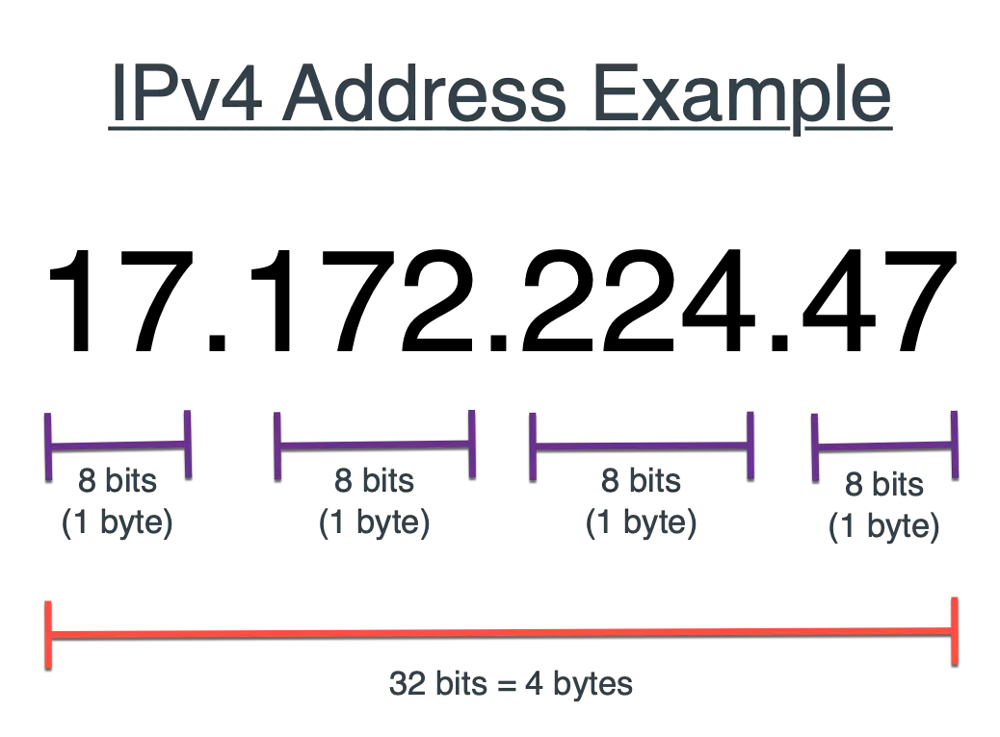 IPv4 Address Example
17.172.224.47
8 bits 8 bits 8 bits 8 bits
(1 byte) (1 byte) (1 byte) (1 byte)
32 bits = 4 bytes